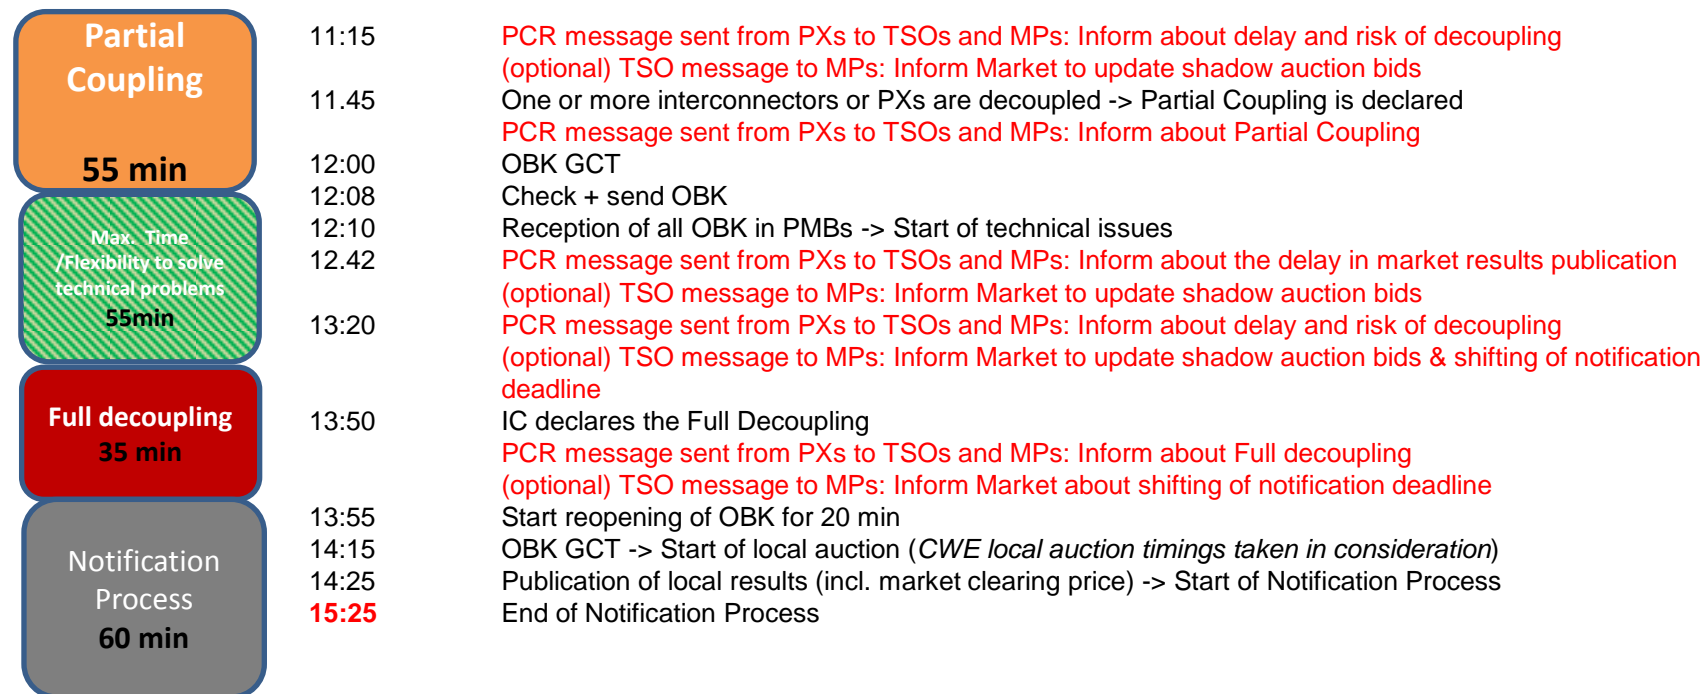 Partial
Coupling
55 min
Max. Time
/Flexibility to solve
technical problems
55min
Full decoupling
35 min
Notification
Process
60 min
11:15 PCR message sent from PXs to TSOs and MPs: Inform about delay and risk of decoupling
(optional) TSO message to MPs: Inform Market to update shadow auction bids
11.45 One or more interconnectors or PXs are decoupled -> Partial Coupling is declared
PCR message sent from PXs to TSOs and MPs: Inform about Partial Coupling
12:00 OBK GCT
12:08 Check + send OBK
12:10 Reception of all OBK in PMBs -> Start of technical issues
12.42 PCR message sent from PXs to TSOs and MPs: Inform about the delay in market results publication
(optional) TSO message to MPs: Inform Market to update shadow auction bids
13:20 PCR message sent from PXs to TSOs and MPs: Inform about delay and risk of decoupling
(optional) TSO message to MPs: Inform Market to update shadow auction bids & shifting of notification
deadline
13:50 IC declares the Full Decoupling
PCR message sent from PXs to TSOs and MPs: Inform about Full decoupling
(optional) TSO message to MPs: Inform Market about shifting of notification deadline
13:55 Start reopening of OBK for 20 min
14:15 OBK GCT -> Start of local auction (CWE local auction timings taken in consideration)
14:25 Publication of local results (incl. market clearing price) -> Start of Notification Process
15:25 End of Notification Process